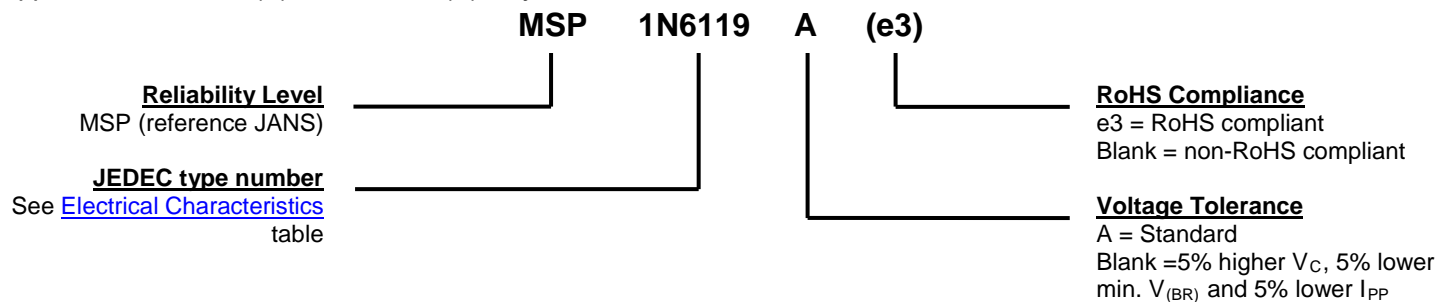 MSP 1N6119 A (e3)
Reliability Level
MSP (reference JANS)
JEDEC type number
See Electrical Characteristics
table
RoHS Compliance
e3 = RoHS compliant
Blank = non-RoHS compliant
Voltage Tolerance
A = Standard
Blank =5% higher VC, 5% lower
min. V(BR) and 5% lower IPP